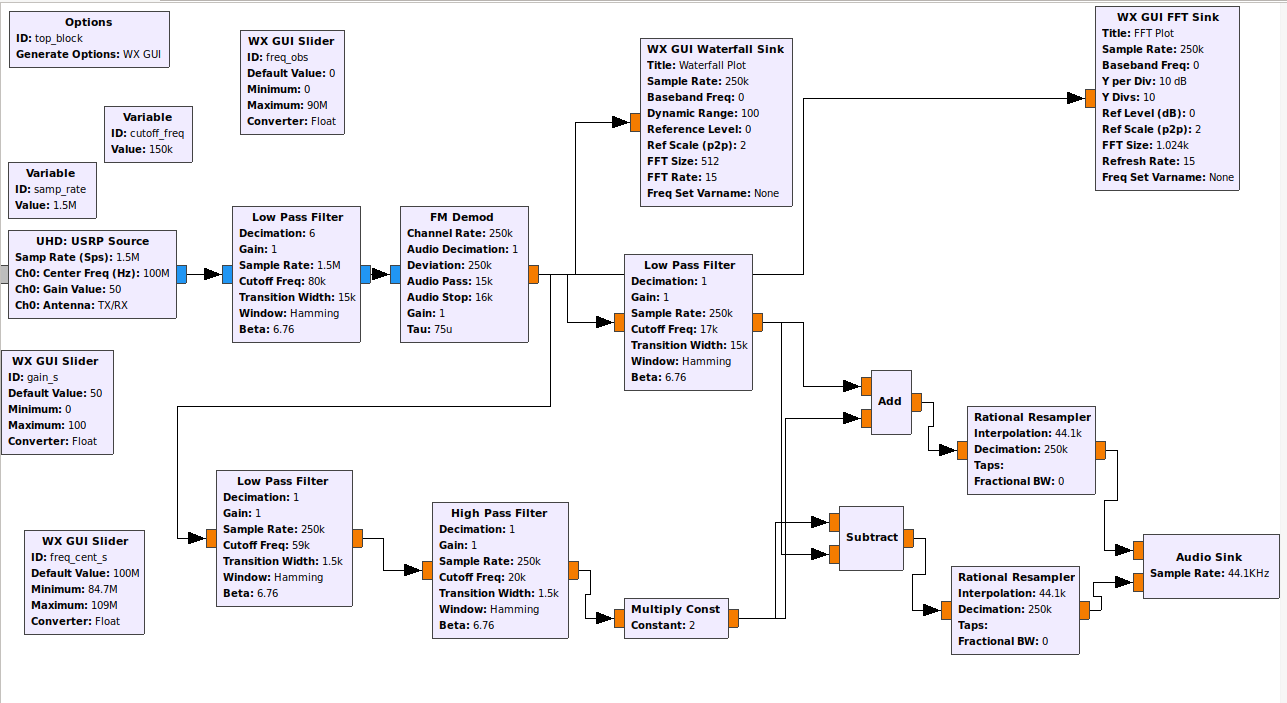 Options
ID: top_block
Generate Options: WX GUI
WX GUI Slider
ID: freq_obs
Default Value: 0
Minimum: 0
Maximum: 90M
Converter: Float
WX GUI Waterfall Sink
Title: Waterfall Plot
Sample Rate: 250k
Baseband Freq: 0
Dynamic Range: 100
Reference Level: 0
Ref Scale (p2p): 2
FFT Size: 512
FFT Rate: 15
Freq Set Varname: None
WX GUI FFT Sink
Title: FFT Plot
Sample Rate: 250k
Baseband Freq: 0
Y per Div: 10 dB
Y Divs: 10
Ref Level (dB): 0
Ref Scale (p2p): 2
FFT Size: 1.024k
Refresh Rate: 15
Freq Set Varname: None
Variable
ID: cutoff_freq
Value: 150k
Variable
ID: samp_rate
Value: 1.5M
UHD: USRP Source
Samp Rate (Sps): 1.5M
Ch0: Center Freq (Hz): 100M
Ch0: Gain Value: 50
Ch0: Antenna: TX/RX
Low Pass Filter
Decimation: 6
Gain: 1
Sample Rate: 1.5M
Cutoff Freq: 80k
Transition Width: 15k
Window: Hamming
Beta: 6.76
FM Demod
Channel Rate: 250k
Audio Decimation: 1
Deviation: 250k
Audio Pass: 15k
Audio Stop: 16k
Gain: 1
Tau: 75u
Low Pass Filter
Decimation: 1
Gain: 1
Sample Rate: 250k
Cutoff Freq: 17k
Transition Width: 15k
Window: Hamming
Beta: 6.76
WX GUI Slider
ID: gain_s
Default Value: 50
Minimum: 0
Maximum: 100
Converter: Float
Add
Rational Resampler
Interpolation: 44.1k
Decimation: 250k
Taps:
Fractional BW: 0
Low Pass Filter
Decimation: 1
Gain: 1
Sample Rate: 250k
Cutoff Freq: 59k
Transition Width: 1.5k
Window: Hamming
Beta: 6.76
High Pass Filter
Decimation: 1
Gain: 1
Sample Rate: 250k
Cutoff Freq: 20k
Transition Width: 1.5k
Window: Hamming
Beta: 6.76
Subtract
WX GUI Slider
ID: freq_cent_s
Default Value: 100M
Minimum: 84.7M
Maximum: 109M
Converter: Float
Multiply Const
Constant: 2
Rational Resampler
Interpolation: 44.1k
Decimation: 250k
Taps:
Fractional BW: 0
Audio Sink
Sample Rate: 44.1KHz